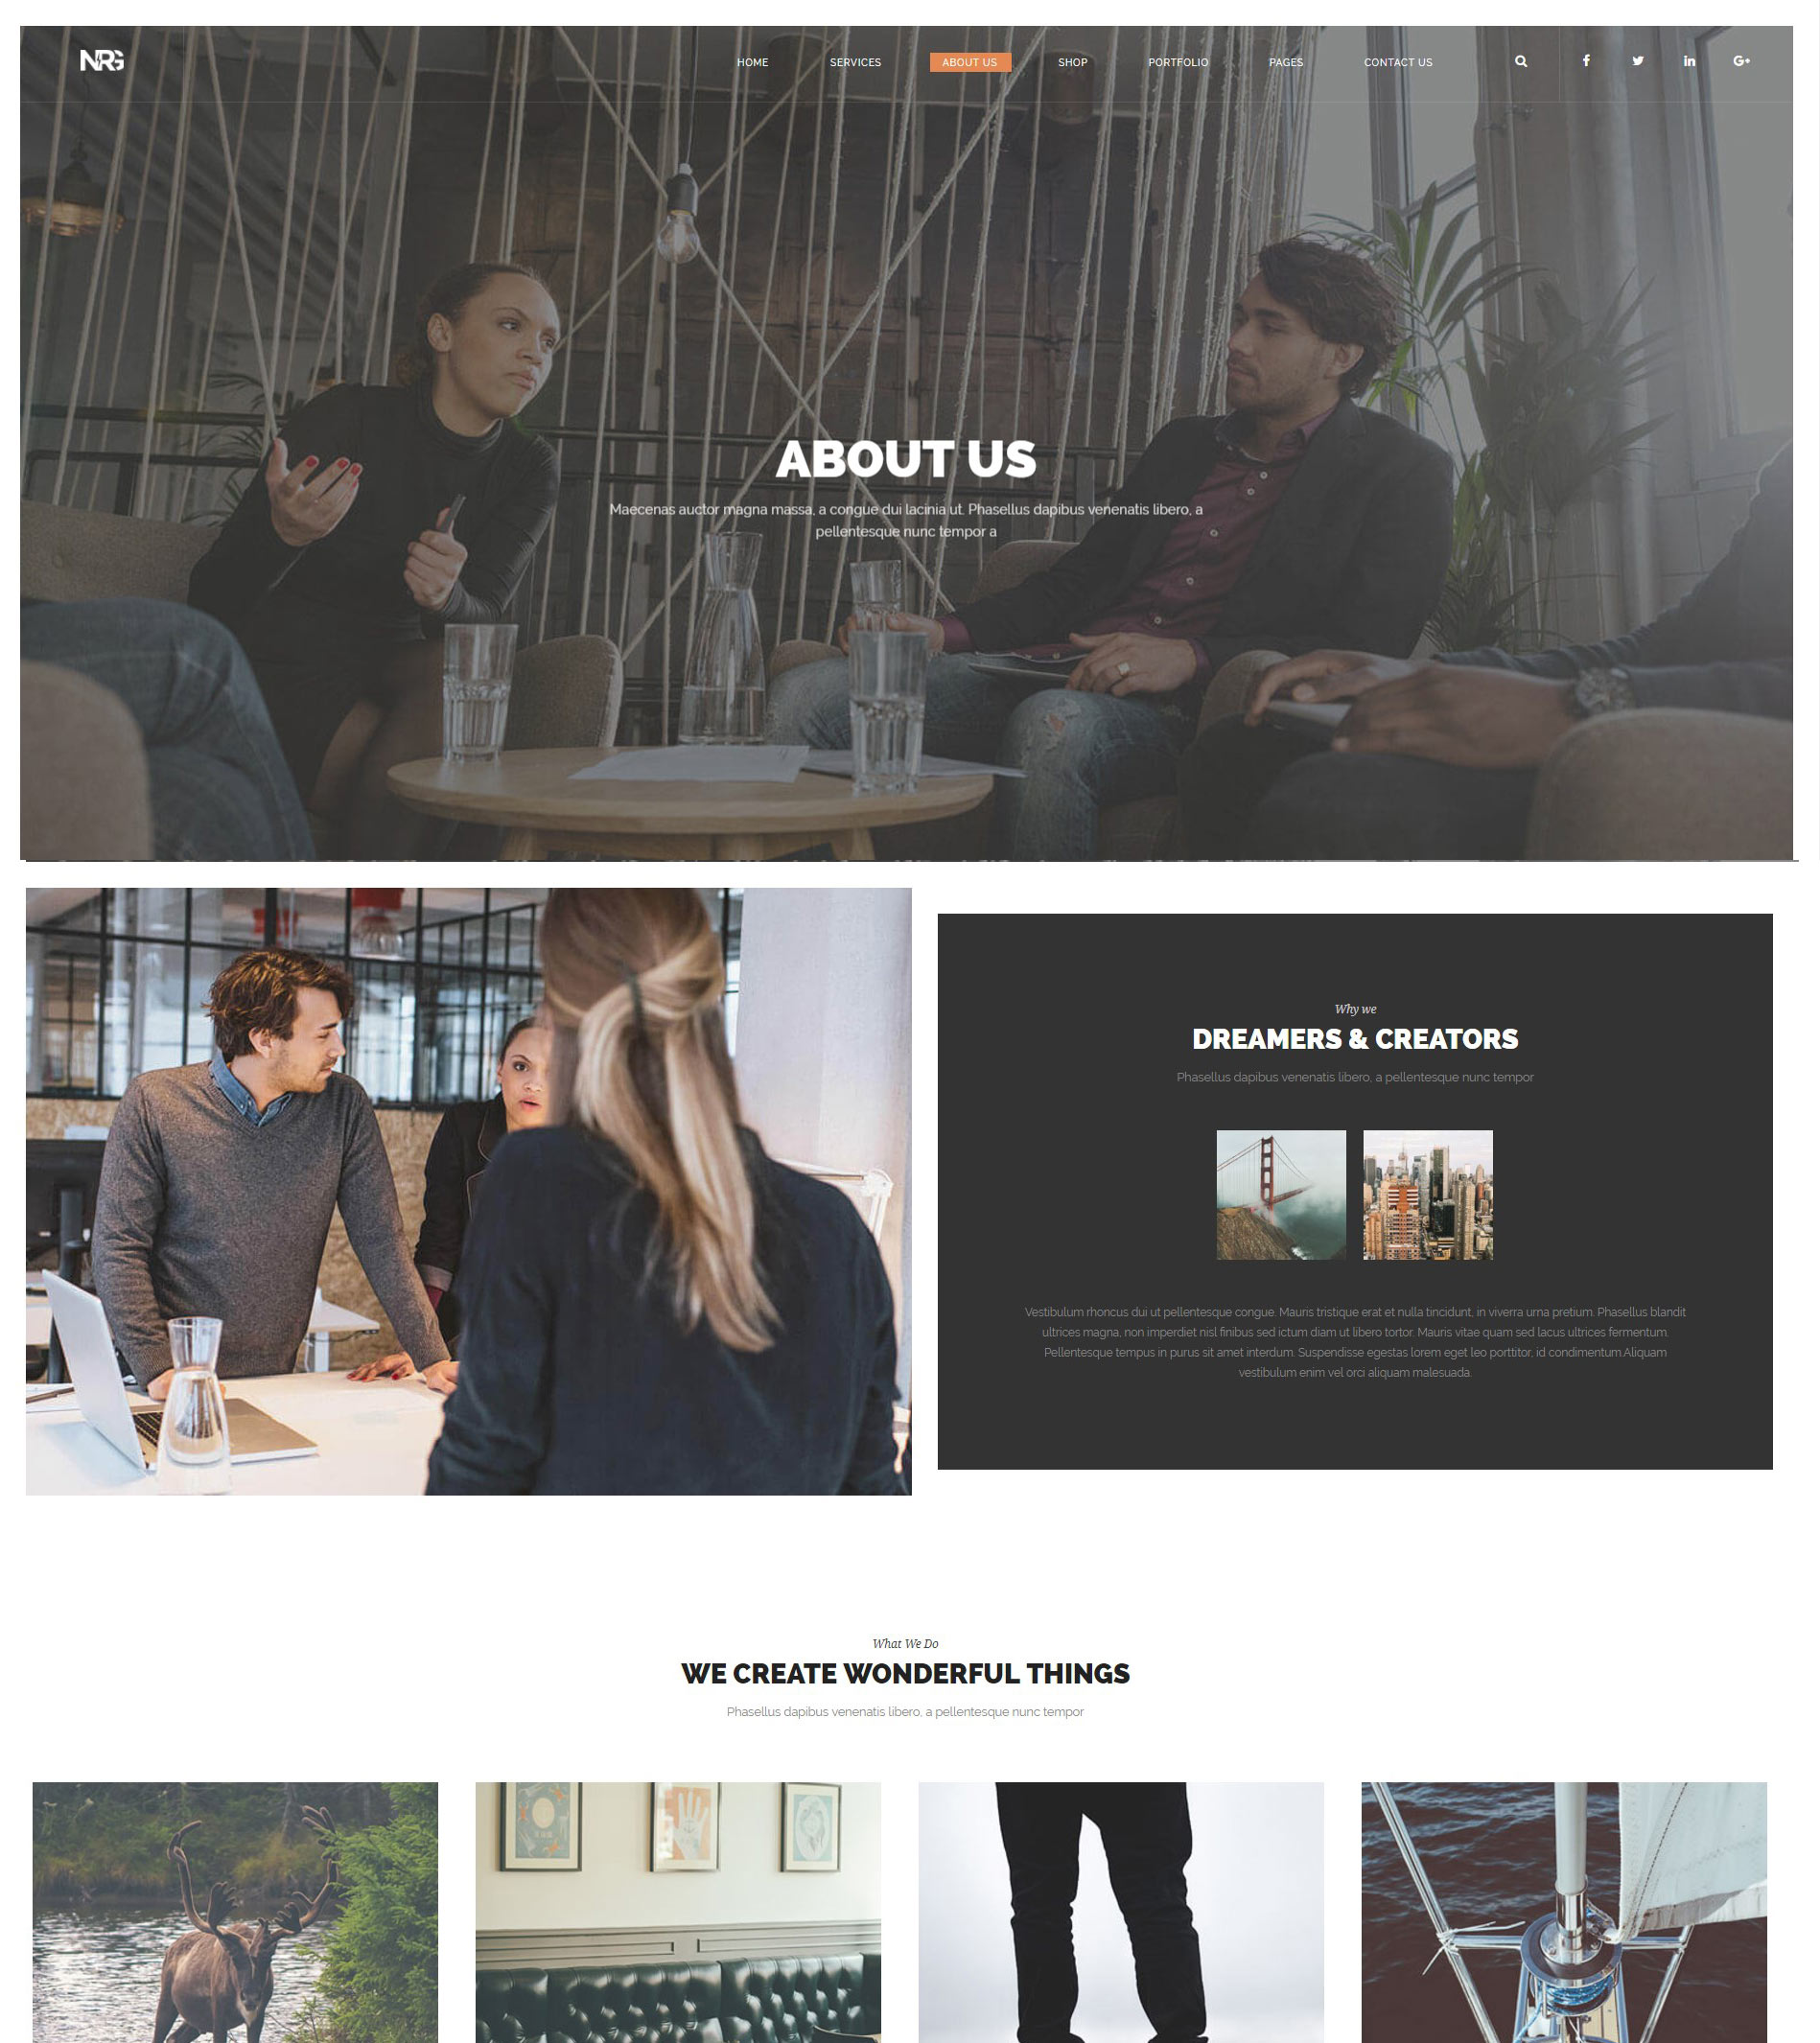 NRG
HOME SERVICES ABOUT US SHOP PORTFOLIO PAGES CONTACT US
ABOUT US
Maecenas auctor magna massa, a congue dui lacinia ut. Phasellus dapibus venenatis libero, a
pellentesque nunc tempor a
Why we
DREAMERS & CREATORS
Phasellus dapibus venenatis libero, a pellentesque nunc tempor
Vestibulum rhoncus dui ut pellentesque congue. Mauris tristique erat et nulla tincidunt, in viverra urna pretium. Phasellus blandit
ultrices magna, non imperdiet nisl finibus sed ictum diam ut libero tortor. Mauris vitae quam sed lacus ultrices fermentum.
Pellentesque tempus in purus sit amet interdum. Suspendisse egestas lorem eget leo porttitor, id condimentum.Aliquam
vestibulum enim vel orci aliquam malesuada.
What We Do
WE CREATE WONDERFUL THINGS
Phasellus dapibus venenatis libero, a pellentesque nunc tempor